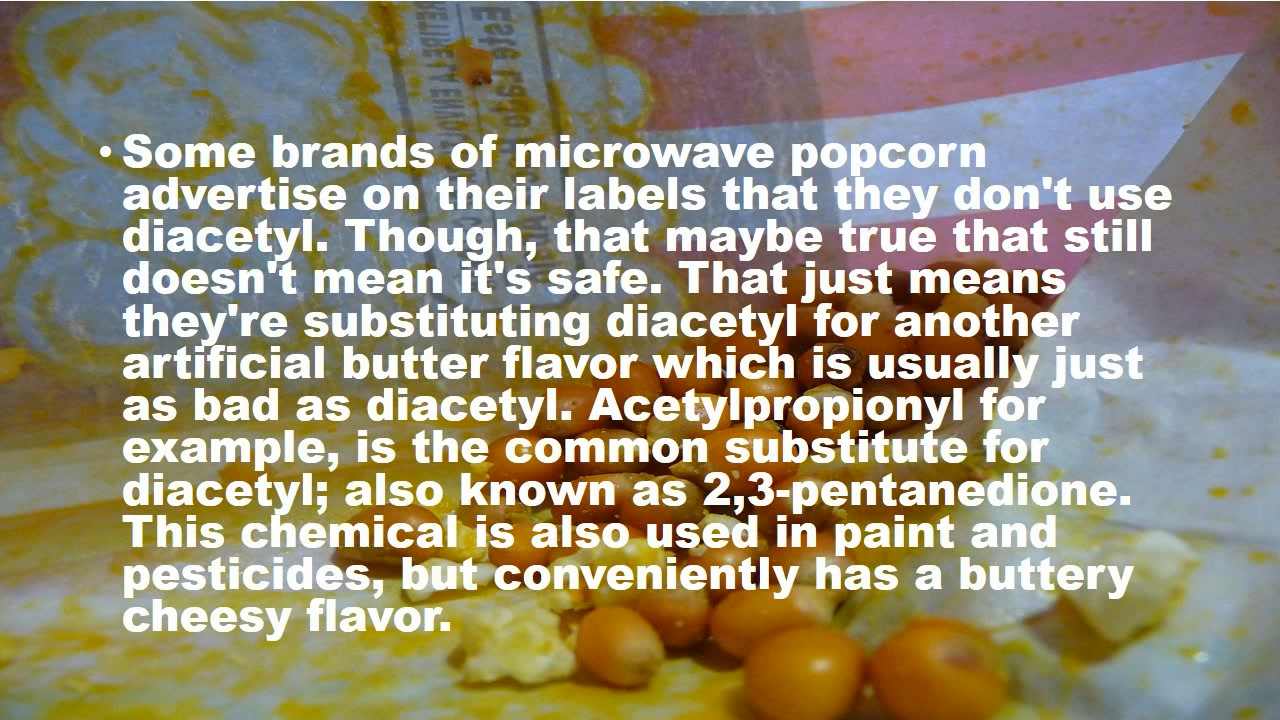 • Some brands of microwave popcorn
advertise on their labels that they don't use
diacetyl. Though, that maybe true that still
doesn't mean it's safe. That just means
they're substituting diacetyl for another
artificial butter flavor which is usually just
as bad as diacetyl. Acetylpropionyl for
example, is the common substitute for
diacetyl; also known as 2,3-pentanedione.
This chemical is also used in paint and
pesticides, but conveniently has a buttery
cheesy flavor.